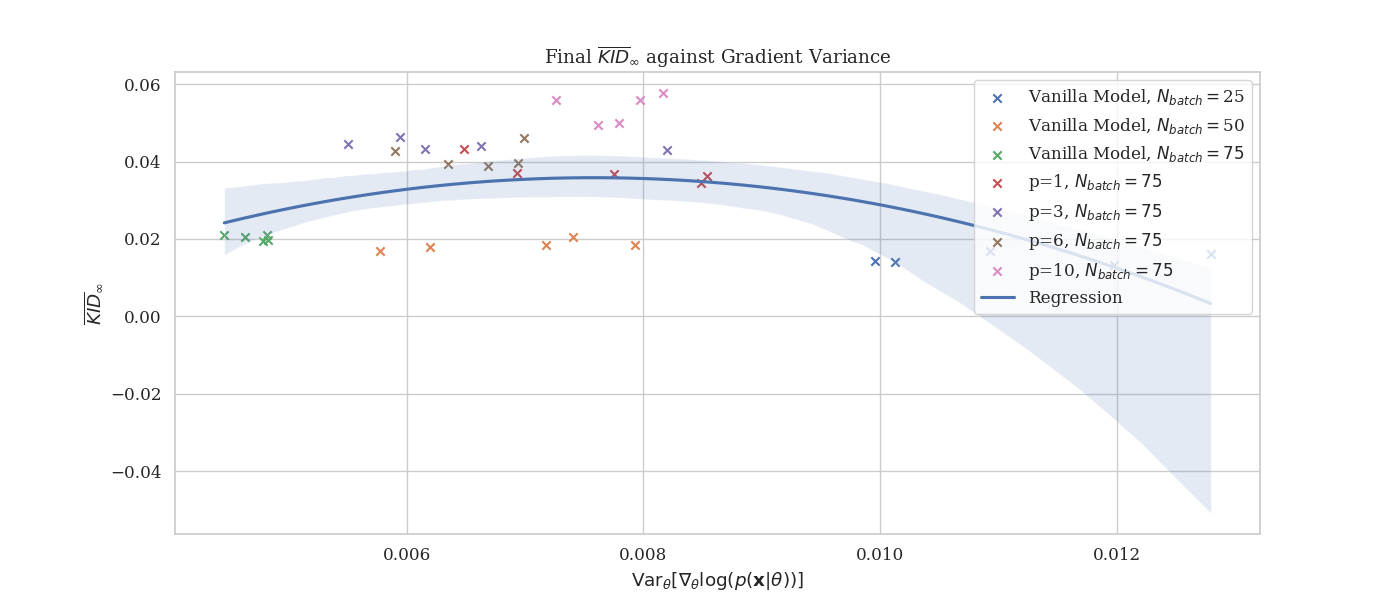 Final $\overline{KID}_\infty$ against Gradient Variance
0.06
0.04
0.02
0.00
−0.02
−0.04
$\overline{KID}_\infty$
Vanilla Model, $N_{batch} = 25$
Vanilla Model, $N_{batch} = 50$
Vanilla Model, $N_{batch} = 75$
p=1, $N_{batch} = 75$
p=3, $N_{batch} = 75$
p=6, $N_{batch} = 75$
p=10, $N_{batch} = 75$
Regression
0.006 0.008 0.010 0.012
$\mathrm{Var}_\theta[\nabla_\theta \log(p(\mathbf{x}|\theta))]$